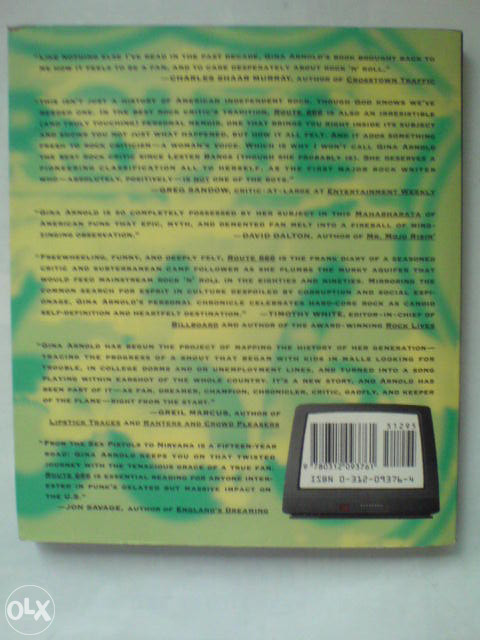 "Like nothing else I've read in the past decade, Gina Arnold's book brought back to
me how it feels to be a fan, and to care desperately about rock 'n' roll."
—Charles Shaar Murray, author of Crosstown Traffic
"This isn't just a history of American independent rock, though God knows we've
needed one. In the best rock critic's tradition, Route 666 is also an irresistible
(and truly touching) personal memoir, one that brings you right inside its subject
and shows you not just what happened, but how it all felt. And it adds something
fresh to rock criticism—a woman's voice. Which is why I won't call Gina Arnold
the best rock critic since Lester Bangs (though she probably is). She deserves a
pioneering classification all to herself, as the first major rock writer
who—absolutely, positively—is not one of the boys."
—Greg Sandow, critic-at-large at Entertainment Weekly
"Gina Arnold is so completely possessed by her subject in this Mahabharata of
American punk that epic, myth, and demented fan melt into a fireball of mind-
zinging observation." —David Dalton, author of Mr. Mojo Risin'
"Freewheeling, funny, and deeply felt, Route 666 is the frank diary of a seasoned
critic and subterranean camp follower as she plumbs the murky aquifer that
would feed mainstream rock 'n' roll in the eighties and nineties. Mirroring the
common search for esprit in culture despoiled by corruption and social espi-
onage, Gina Arnold's personal chronicle celebrates hard-core rock as candid
self-definition and heartfelt destination." —Timothy White, editor-in-chief of
Billboard and author of the award-winning Rock Lives
"Gina Arnold has begun the project of mapping the history of her generation—
tracing the progress of a shout that began with kids in malls looking for
trouble, in college dorms and on unemployment lines, and turned into a song
playing within earshot of the whole country. It's a new story, and Arnold has
been part of it—as fan, greaser, champion, chronicler, critic, gadfly, and keeper
of the flame—right from the start."
—Greil Marcus, author of
Lipstick Traces and Ranters and Crowd Pleasers
"From the Sex Pistols to Nirvana is a fifteen-year
road: Gina Arnold keeps you on that twisted
journey with the tenacious grace of a true fan.
Route 666 is essential reading for anyone inter-
ested in punk's belated but massive impact on
the U.S."
—Jon Savage, author of England's Dreaming
51295
9 780312 093761
ISBN 0-312-09376-4
OLX